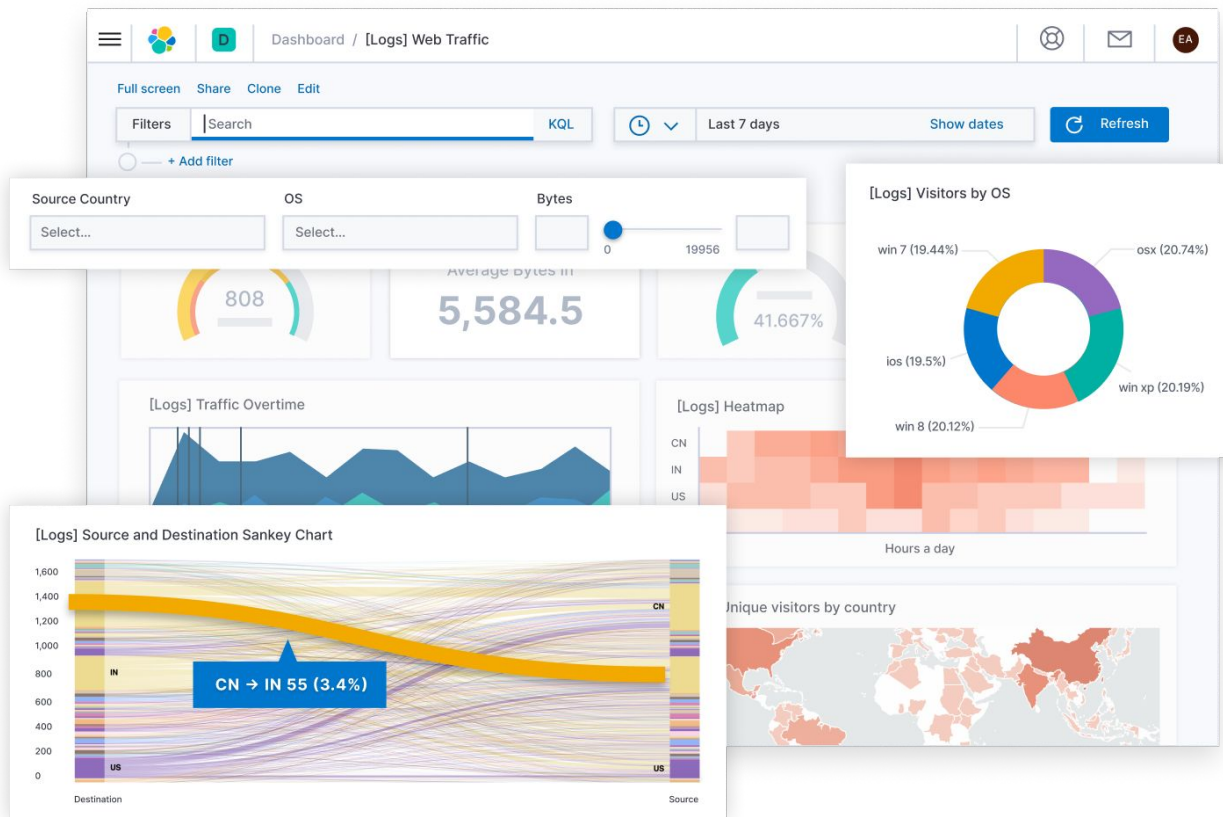 D
Dashboard / [Logs] Web Traffic
EA
Full screen Share Clone Edit
Filters Search KQL
Last 7 days Show dates
Refresh
+ Add filter
Source Country OS Bytes
Select... Select...
0 19956
[Logs] Visitors by OS
win 7 (19.44%)
osx (20.74%)
ios (19.5%)
win xp (20.19%)
win 8 (20.12%)
808
Average Bytes In
5,584.5
41.667%
[Logs] Traffic Overtime
[Logs] Heatmap
CN
IN
US
Hours a day
[Logs] Source and Destination Sankey Chart
1,600
1,400
1,200
1,000
800
600
400
200
0
CN
IN
CN → IN 55 (3.4%)
US
US
Destination Source
Unique visitors by country